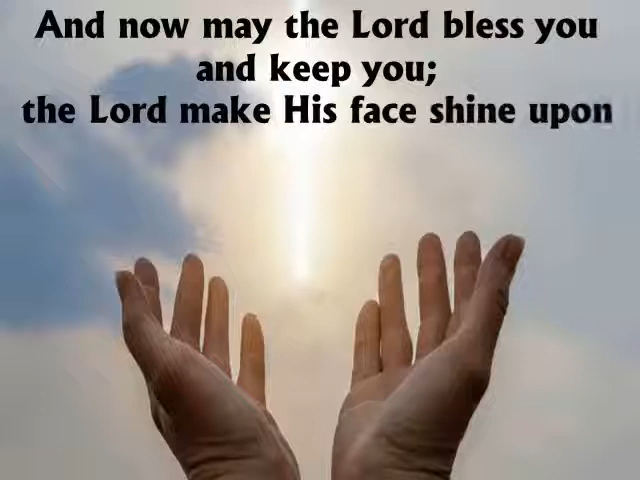 And now may the Lord bless you
and keep you;
the Lord make His face shine upon